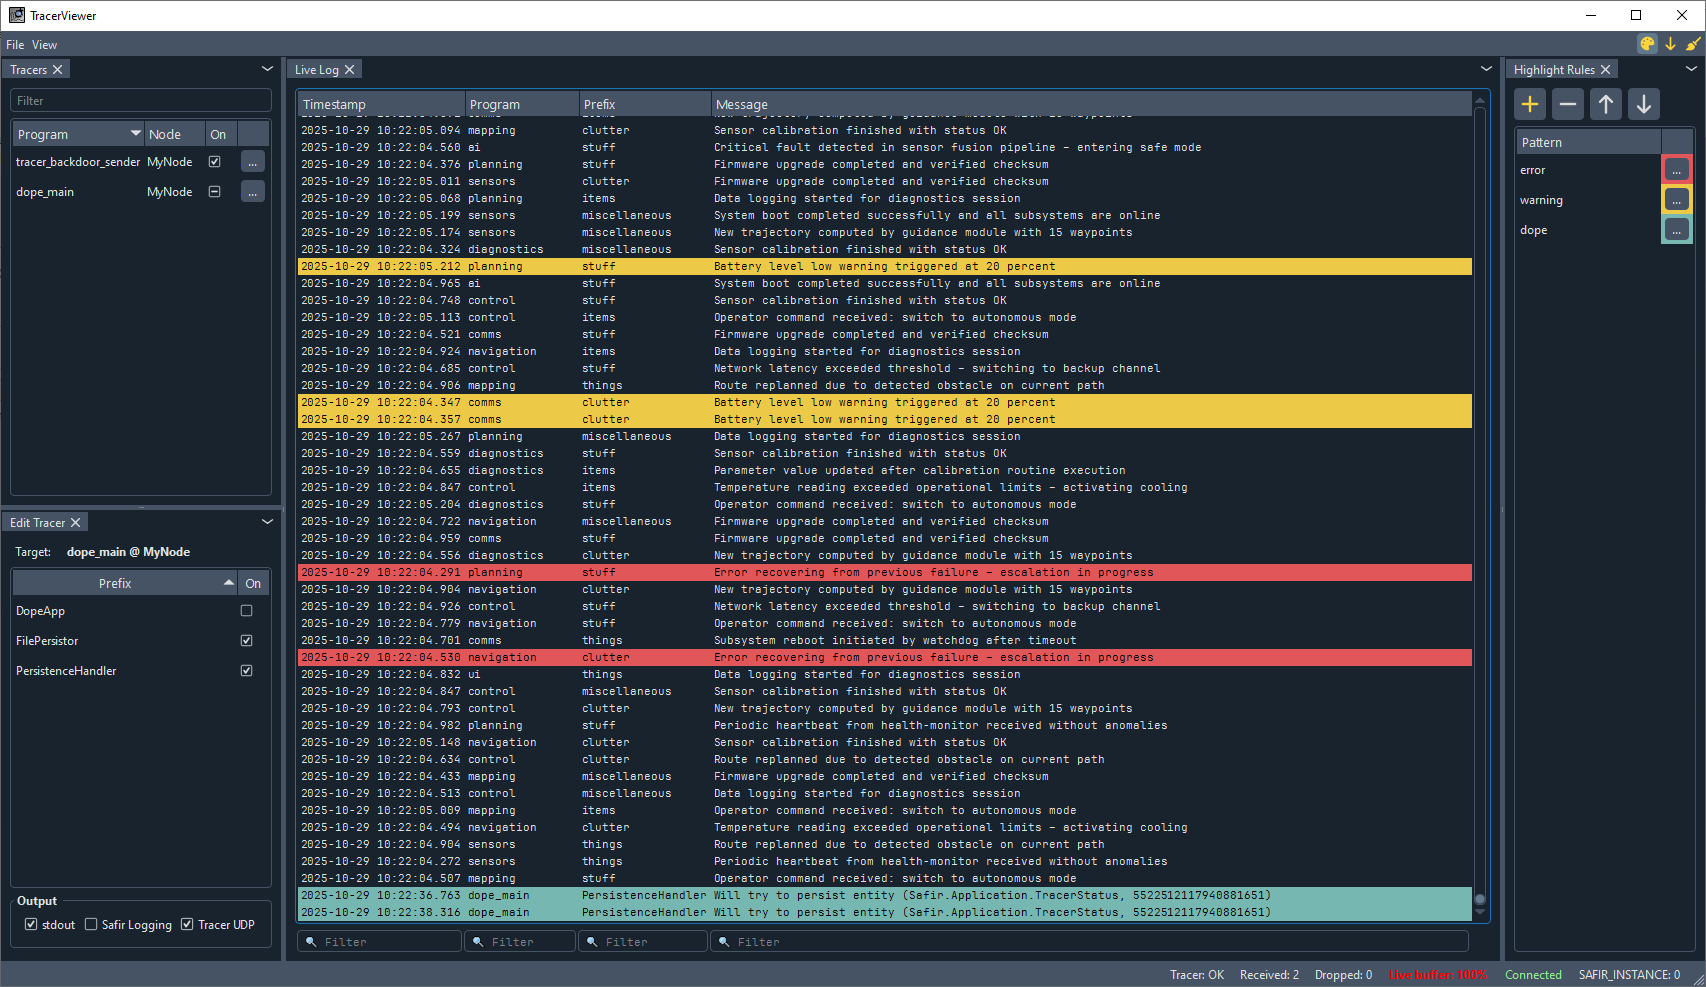 TracerViewer
File View
Tracers
Filter
Program Node On
tracer_backdoor_sender MyNode ...
dope_main MyNode ...
Edit Tracer
Target: dope_main @ MyNode
Prefix On
DopeApp
FilePersistor
PersistenceHandler
Output
stdout Safir Logging Tracer UDP
Live Log
Timestamp Program Prefix Message
2025-10-29 10:22:05.094 mapping clutter Sensor calibration finished with status OK
2025-10-29 10:22:04.560 ai stuff Critical fault detected in sensor fusion pipeline – entering safe mode
2025-10-29 10:22:04.376 planning stuff Firmware upgrade completed and verified checksum
2025-10-29 10:22:05.011 sensors clutter Firmware upgrade completed and verified checksum
2025-10-29 10:22:05.068 planning items Data logging started for diagnostics session
2025-10-29 10:22:05.199 sensors miscellaneous System boot completed successfully and all subsystems are online
2025-10-29 10:22:05.174 sensors miscellaneous New trajectory computed by guidance module with 15 waypoints
2025-10-29 10:22:04.324 diagnostics miscellaneous Sensor calibration finished with status OK
2025-10-29 10:22:05.212 planning stuff Battery level low warning triggered at 20 percent
2025-10-29 10:22:04.965 ai stuff System boot completed successfully and all subsystems are online
2025-10-29 10:22:04.748 control stuff Sensor calibration finished with status OK
2025-10-29 10:22:05.113 control items Operator command received: switch to autonomous mode
2025-10-29 10:22:04.521 comms stuff Firmware upgrade completed and verified checksum
2025-10-29 10:22:04.924 navigation items Data logging started for diagnostics session
2025-10-29 10:22:04.685 control stuff Network latency exceeded threshold – switching to backup channel
2025-10-29 10:22:04.906 mapping things Route replanned due to detected obstacle on current path
2025-10-29 10:22:04.347 comms clutter Battery level low warning triggered at 20 percent
2025-10-29 10:22:04.357 comms clutter Battery level low warning triggered at 20 percent
2025-10-29 10:22:05.267 planning miscellaneous Data logging started for diagnostics session
2025-10-29 10:22:04.559 diagnostics stuff Sensor calibration finished with status OK
2025-10-29 10:22:04.655 diagnostics items Parameter value updated after calibration routine execution
2025-10-29 10:22:04.847 control items Temperature reading exceeded operational limits – activating cooling
2025-10-29 10:22:05.204 diagnostics stuff Operator command received: switch to autonomous mode
2025-10-29 10:22:04.722 navigation miscellaneous Firmware upgrade completed and verified checksum
2025-10-29 10:22:04.959 comms stuff Firmware upgrade completed and verified checksum
2025-10-29 10:22:04.556 diagnostics clutter New trajectory computed by guidance module with 15 waypoints
2025-10-29 10:22:04.291 planning stuff Error recovering from previous failure – escalation in progress
2025-10-29 10:22:04.904 navigation clutter New trajectory computed by guidance module with 15 waypoints
2025-10-29 10:22:04.926 control stuff Network latency exceeded threshold – switching to backup channel
2025-10-29 10:22:04.779 navigation stuff Operator command received: switch to autonomous mode
2025-10-29 10:22:04.701 comms things Subsystem reboot initiated by watchdog after timeout
2025-10-29 10:22:04.530 navigation clutter Error recovering from previous failure – escalation in progress
2025-10-29 10:22:04.832 ui things Data logging started for diagnostics session
2025-10-29 10:22:04.847 control miscellaneous Sensor calibration finished with status OK
2025-10-29 10:22:04.793 control clutter New trajectory computed by guidance module with 15 waypoints
2025-10-29 10:22:04.982 planning stuff Periodic heartbeat from health-monitor received without anomalies
2025-10-29 10:22:05.148 navigation clutter Sensor calibration finished with status OK
2025-10-29 10:22:04.634 control clutter Route replanned due to detected obstacle on current path
2025-10-29 10:22:04.433 mapping miscellaneous Firmware upgrade completed and verified checksum
2025-10-29 10:22:04.513 control miscellaneous Data logging started for diagnostics session
2025-10-29 10:22:05.009 mapping items Operator command received: switch to autonomous mode
2025-10-29 10:22:04.494 navigation clutter Temperature reading exceeded operational limits – activating cooling
2025-10-29 10:22:04.904 sensors things Route replanned due to detected obstacle on current path
2025-10-29 10:22:04.272 sensors things Periodic heartbeat from health-monitor received without anomalies
2025-10-29 10:22:04.507 mapping stuff Operator command received: switch to autonomous mode
2025-10-29 10:22:36.763 dope_main PersistenceHandler Will try to persist entity (Safir.Application.TracerStatus, 5522512117940881651)
2025-10-29 10:22:38.316 dope_main PersistenceHandler Will try to persist entity (Safir.Application.TracerStatus, 5522512117940881651)
Filter Filter Filter Filter
Highlight Rules
Pattern
error ...
warning ...
dope ...
Tracer: OK Received: 2 Dropped: 0 Live buffer: 100% Connected SAFIR_INSTANCE: 0